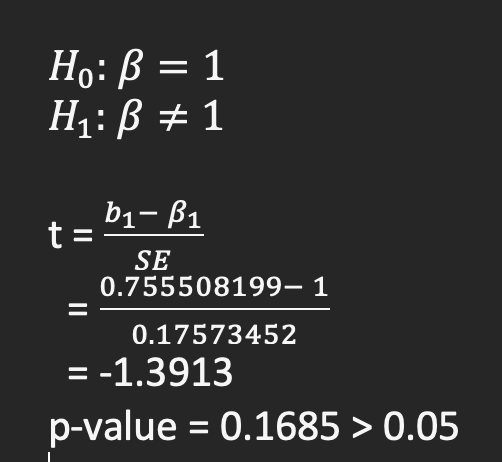 H₀: β = 1
H₁: β ≠ 1
t = (b₁− β₁)/SE
= (0.755508199− 1)/0.17573452
= -1.3913
p-value = 0.1685 > 0.05